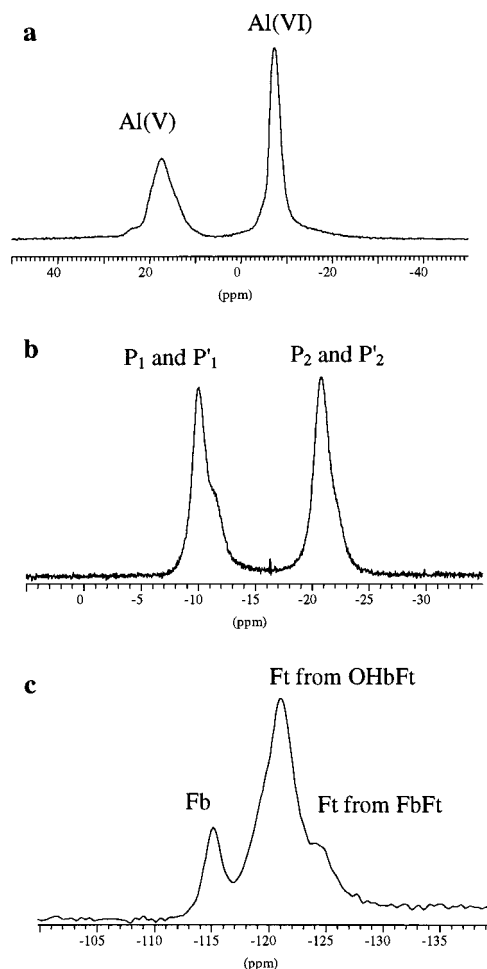 a
Al(VI)
Al(V)
40 20 0 -20 -40
(ppm)
b
P₁ and P'₁ P₂ and P'₂
0 -5 -10 -15 -20 -25 -30
(ppm)
c
Ft from OHbFt
Fb
Ft from FbFt
-105 -110 -115 -120 -125 -130 -135
(ppm)